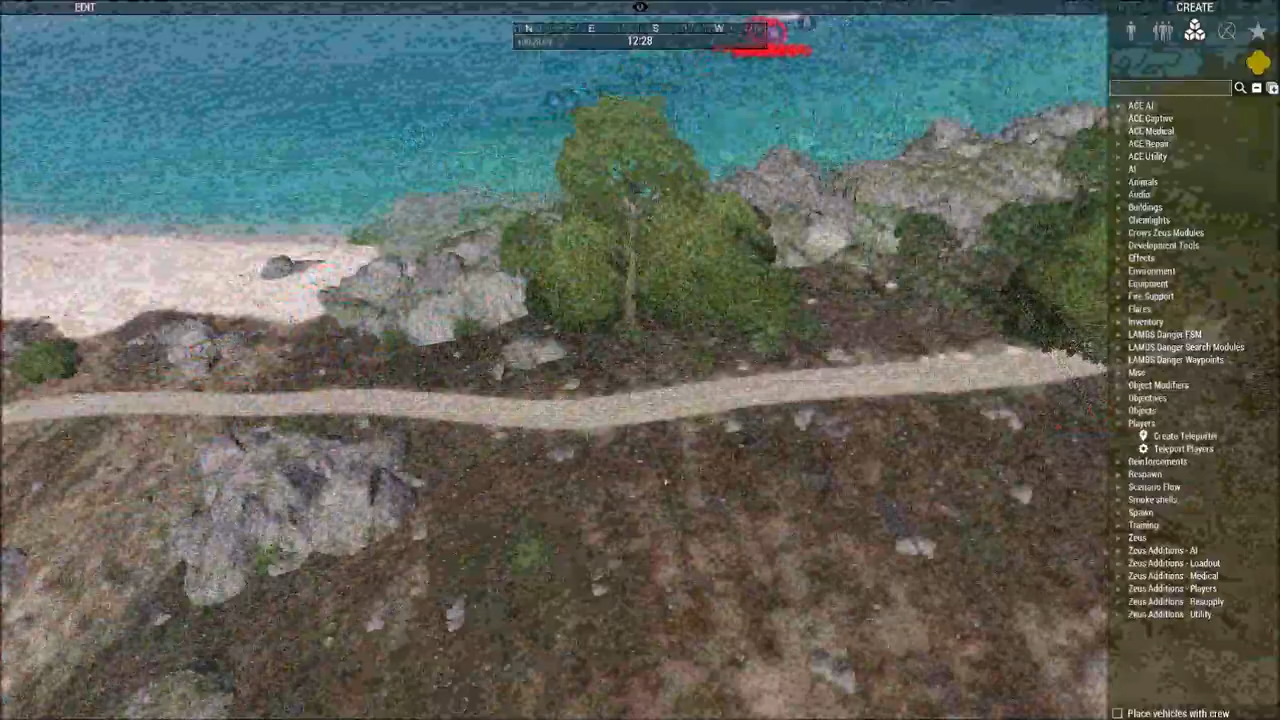 EDIT
CREATE
N E S W
12:28
ACE AI
ACE Captive
ACE Medical
ACE Repair
ACE Utility
AI
Animals
Audio
Buildings
Chemlights
Crows Zeus Modules
Development Tools
Effects
Environment
Equipment
Fire Support
Flares
Inventory
LAMBS Danger FSM
LAMBS Danger Search Modules
LAMBS Danger Waypoints
Misc
Object Modifiers
Objectives
Objects
Players
Create Teleporter
Teleport Players
Reinforcements
Respawn
Scenario Flow
Smoke shells
Spawn
Training
Zeus
Zeus Additions - AI
Zeus Additions - Loadout
Zeus Additions - Medical
Zeus Additions - Players
Zeus Additions - Resupply
Zeus Additions - Utility
Place vehicles with crew